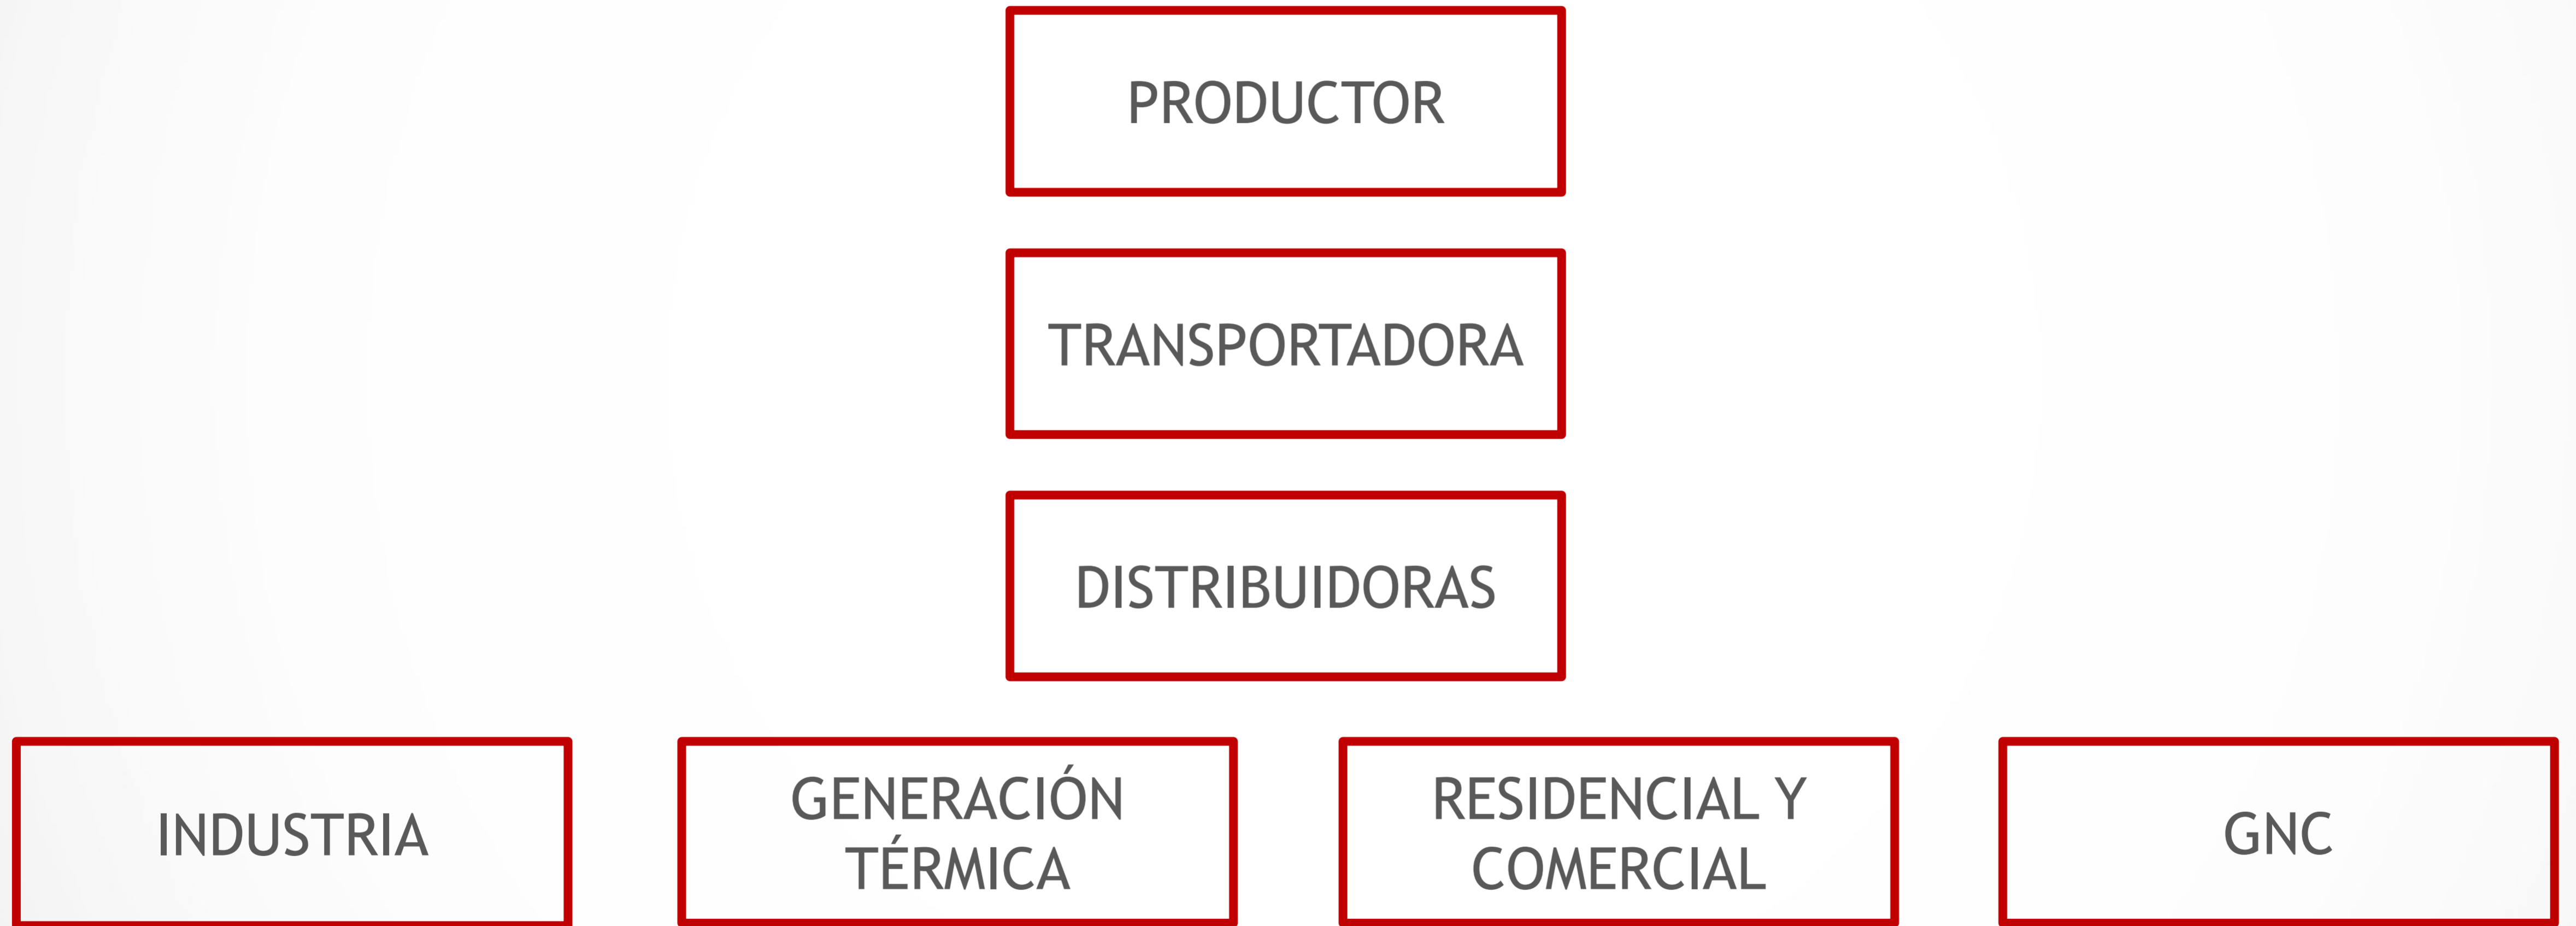 PRODUCTOR
TRANSPORTADORA
DISTRIBUIDORAS
INDUSTRIA
GENERACIÓN
TÉRMICA
RESIDENCIAL Y
COMERCIAL
GNC